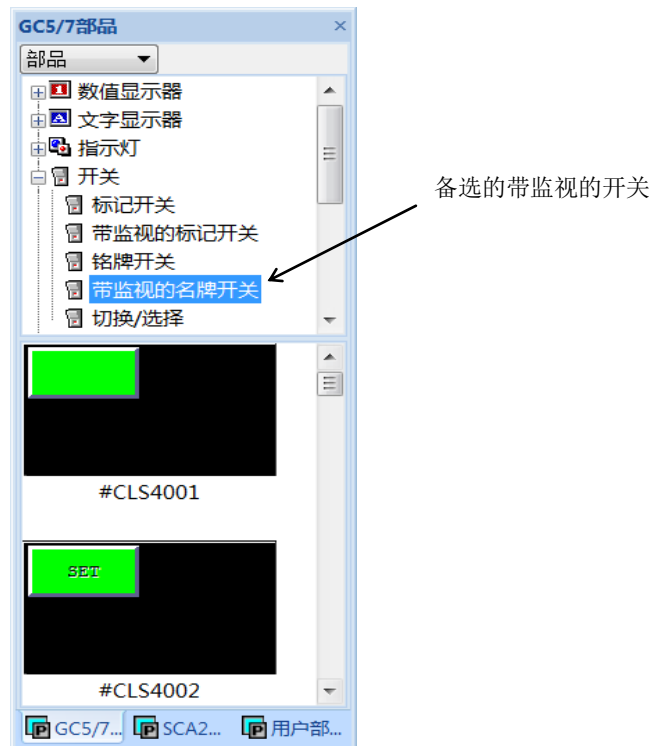 GC5/7部品 ×
部品
数值显示器
文字显示器
指示灯
开关
标记开关
带监视的标记开关
铭牌开关
带监视的名牌开关
切换/选择
备选的带监视的开关
#CLS4001
SET
#CLS4002
GC5/7... SCA2... 用户部...